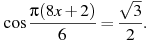 cos π(8x+2)/6 = √3/2.